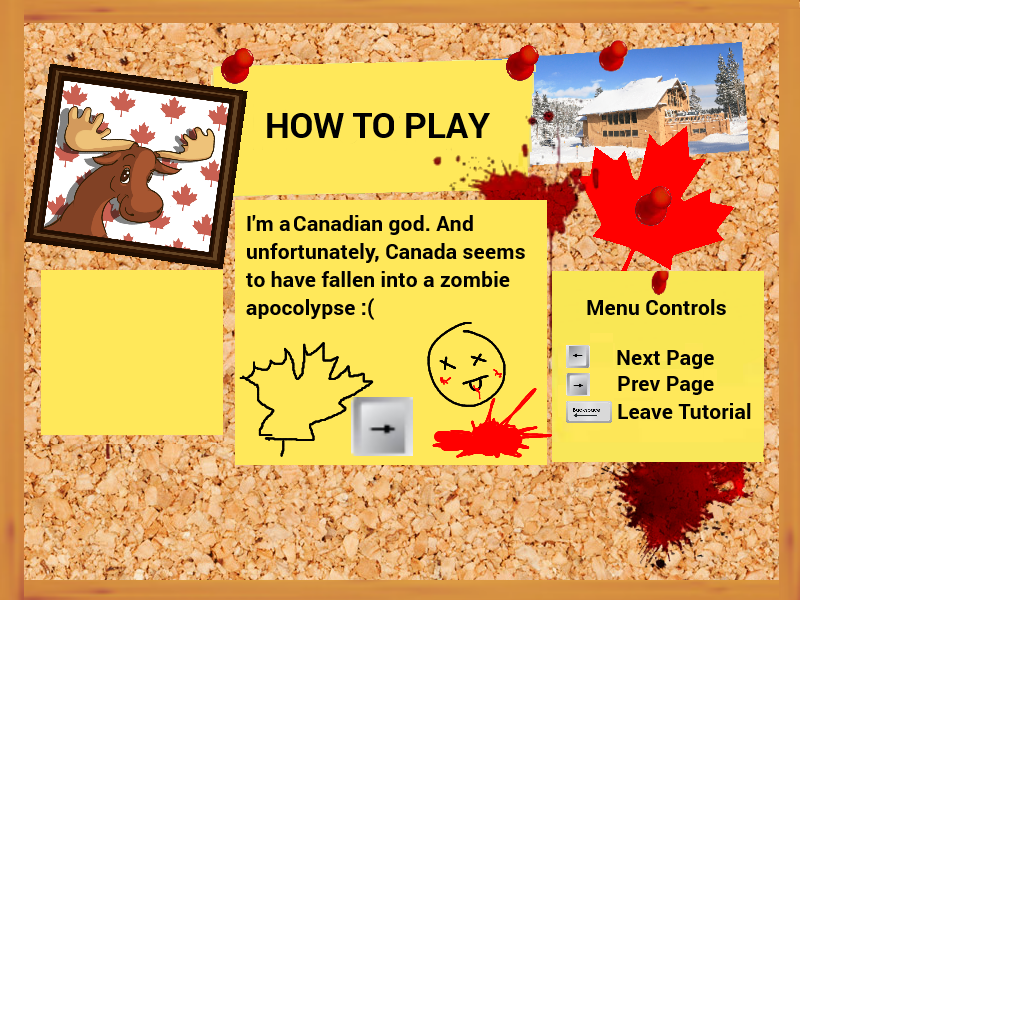 HOW TO PLAY
I'm a Canadian god. And
unfortunately, Canada seems
to have fallen into a zombie
apocolypse :(
Menu Controls
← Next Page
→ Prev Page
Backspace
← Leave Tutorial
→